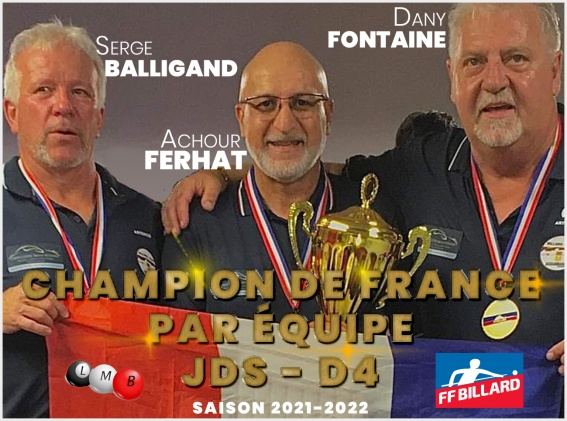 Serge
BALLIGAND
Achour
FERHAT
Dany
FONTAINE
CHAMPION DE FRANCE
PAR ÉQUIPE
JDS - D4
SAISON 2021-2022
L M B
FF BILLARD